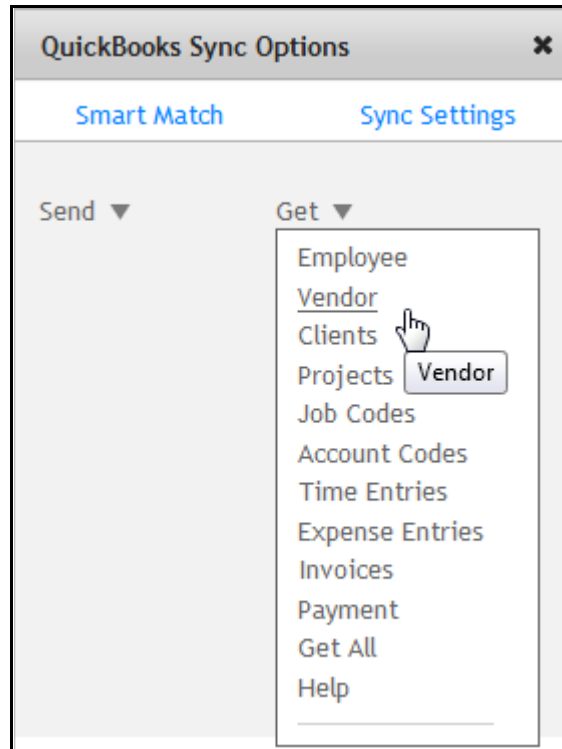 QuickBooks Sync Options ✖
Smart Match Sync Settings
Send ▼ Get ▼
Employee
Vendor
Clients
Projects Vendor
Job Codes
Account Codes
Time Entries
Expense Entries
Invoices
Payment
Get All
Help